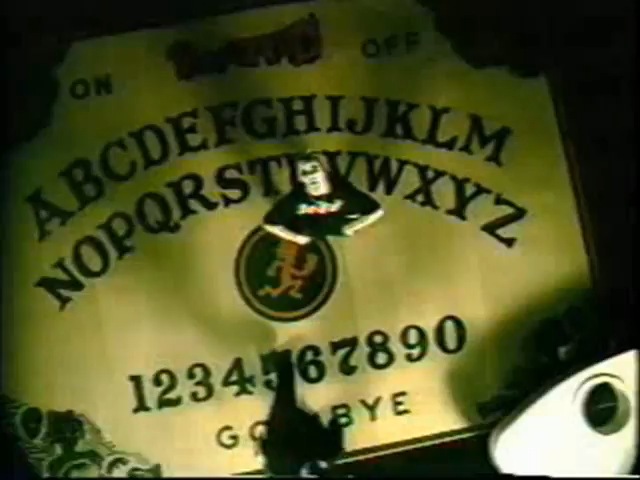 ON OFF
ABCDEFGHIJKLM
NOPQRST VWXYZ
1234567890
GO BYE